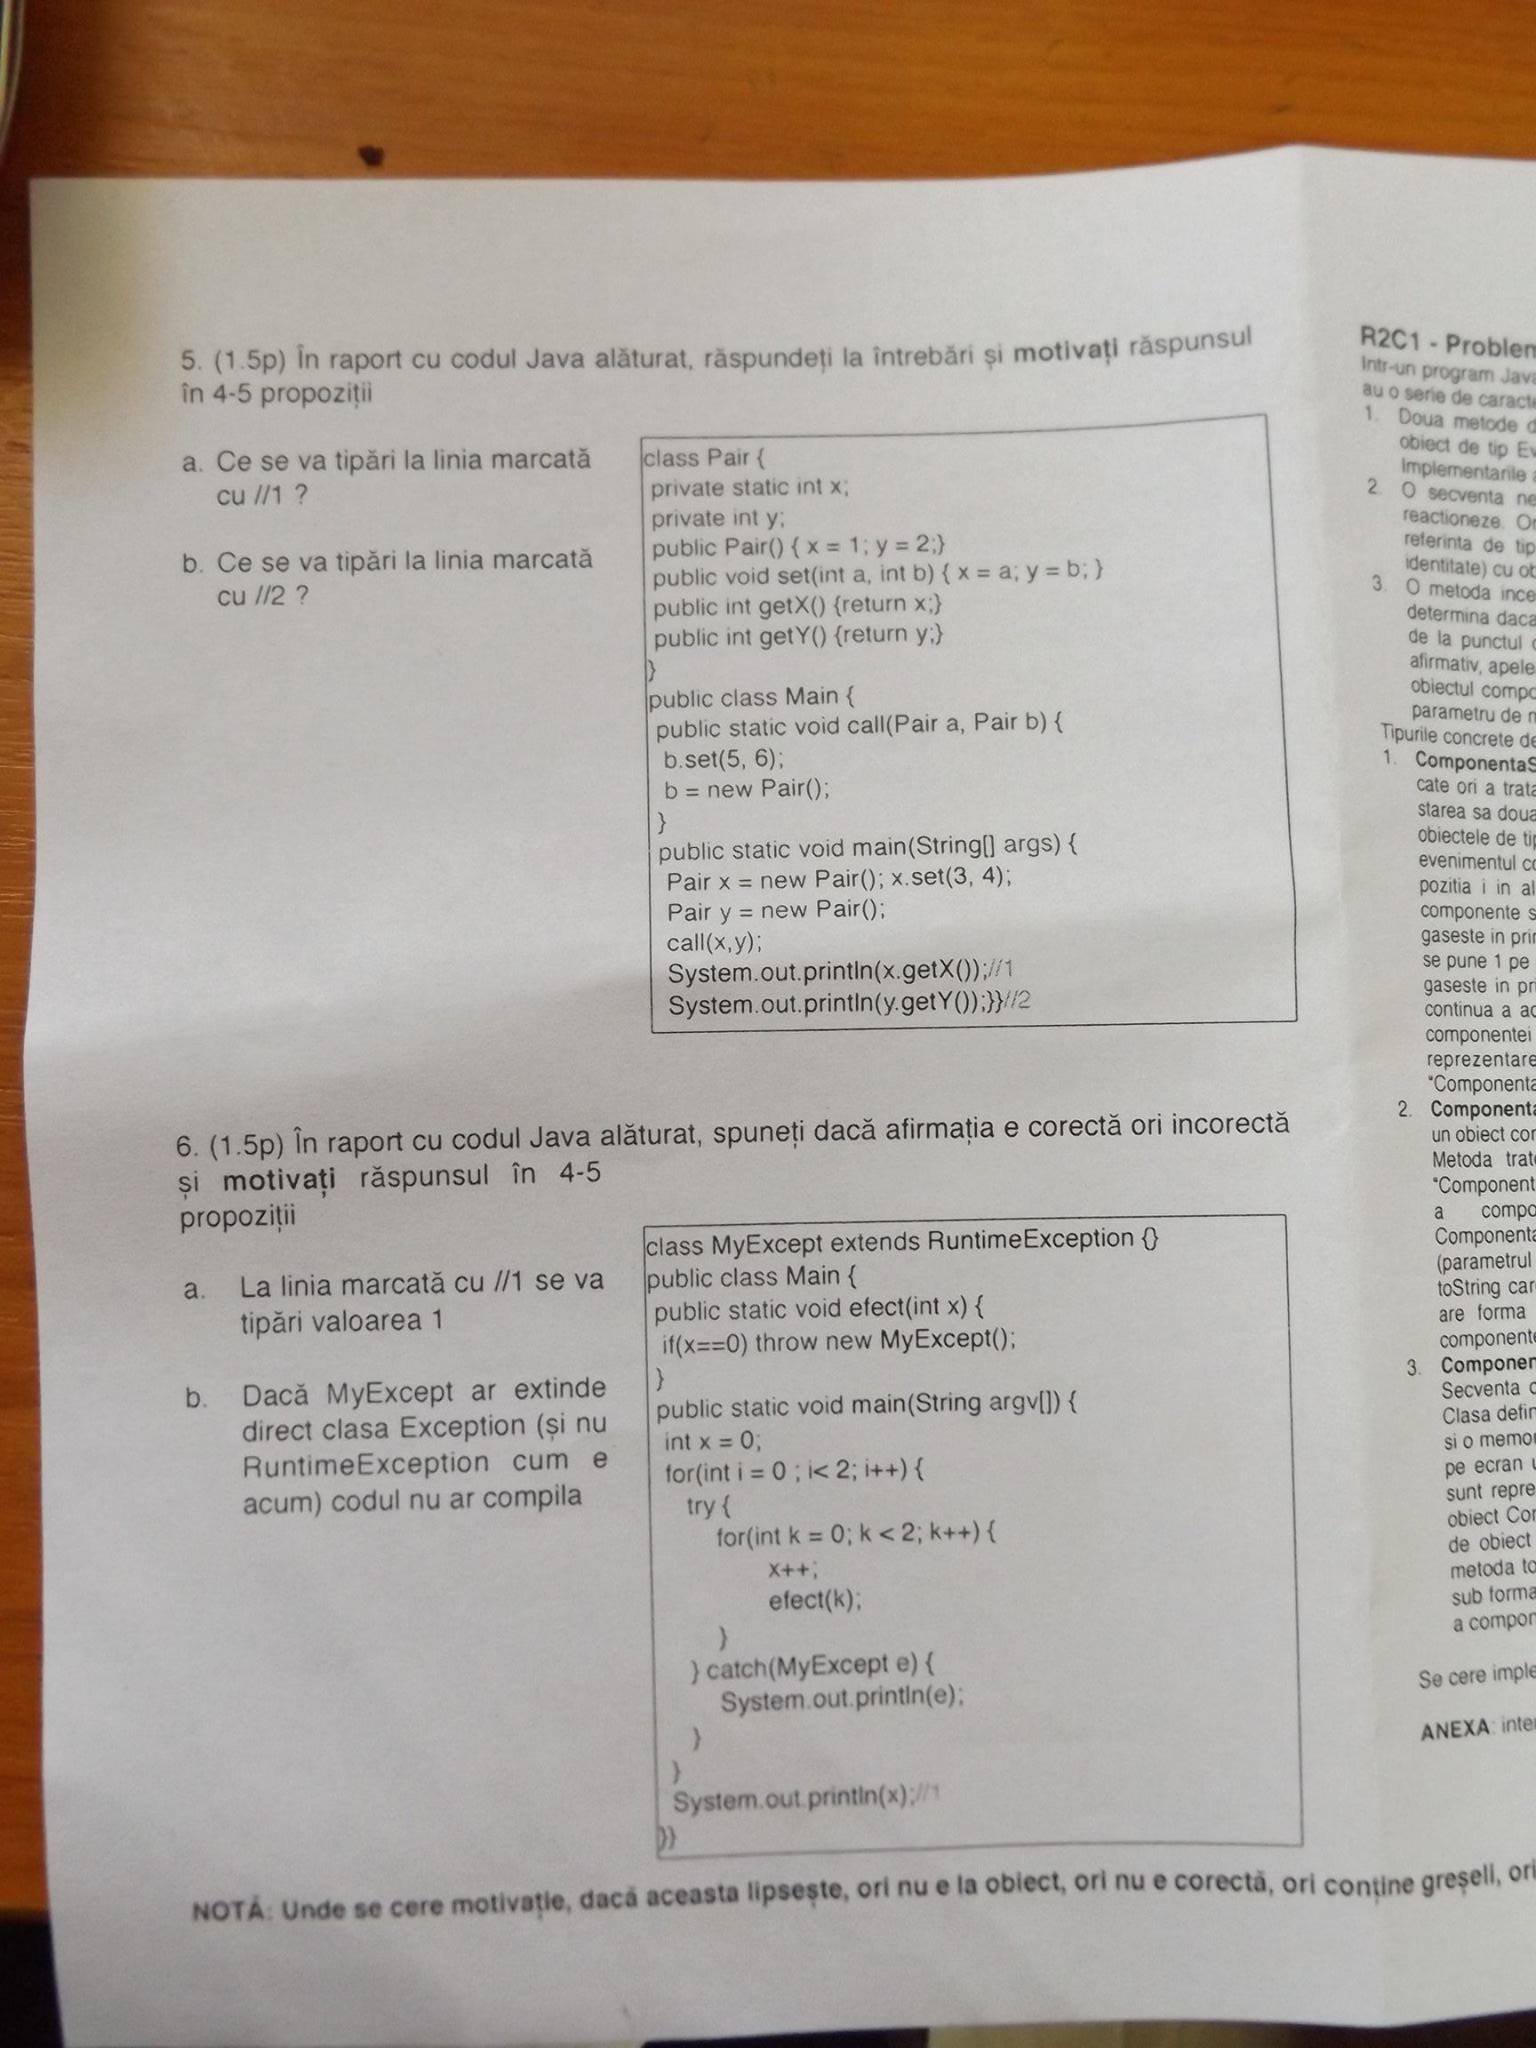 5. (1.5p) În raport cu codul Java alăturat, răspundeți la întrebări și motivați răspunsul
în 4-5 propoziții
a. Ce se va tipări la linia marcată
cu //1 ?
b. Ce se va tipări la linia marcată
cu //2 ?
class Pair {
private static int x;
private int y;
public Pair() { x = 1; y = 2;}
public void set(int a, int b) { x = a; y = b; }
public int getX() {return x;}
public int getY() {return y;}
}
public class Main {
public static void call(Pair a, Pair b) {
b.set(5, 6);
b = new Pair();
}
public static void main(String[] args) {
Pair x = new Pair(); x.set(3, 4);
Pair y = new Pair();
call(x,y);
System.out.println(x.getX());//1
System.out.println(y.getY());}}//2
6. (1.5p) În raport cu codul Java alăturat, spuneți dacă afirmația e corectă ori incorectă
și motivați răspunsul în 4-5
propoziții
a. La linia marcată cu //1 se va
tipări valoarea 1
b. Dacă MyExcept ar extinde
direct clasa Exception (și nu
RuntimeException cum e
acum) codul nu ar compila
class MyExcept extends RuntimeException {}
public class Main {
public static void efect(int x) {
if(x==0) throw new MyExcept();
}
public static void main(String argv[]) {
int x = 0;
for(int i = 0 ; i< 2; i++) {
try {
for(int k = 0; k < 2; k++) {
x++;
efect(k);
}
} catch(MyExcept e) {
System.out.println(e);
}
}
System.out.println(x);//1
}}
NOTĂ: Unde se cere motivație, dacă aceasta lipsește, ori nu e la obiect, ori nu e corectă, ori conține greșeli, ori
R2C1 - Problem
Intr-un program Java
au o serie de caracte
1. Doua metode d
obiect de tip Ev
Implementarile a
2. O secventa ne
reactioneze. Or
referinta de tip
identitate) cu ob
3. O metoda ince
determina daca
de la punctul
afirmativ, apele
obiectul compo
parametru de m
Tipurile concrete de
1. ComponentaS
cate ori a trata
starea sa doua
obiectele de tip
evenimentul co
pozitia i in al
componente s
gaseste in prin
se pune 1 pe
gaseste in pri
continua a ac
componentei
reprezentare
"Componenta
2. Componenta
un obiect con
Metoda trate
"Component
a compo
Componenta
(parametrul
toString care
are forma
componente
3. Componen
Secventa c
Clasa defin
si o memor
pe ecran u
sunt repre
obiect Con
de obiect
metoda to
sub forma
a compon
Se cere imple
ANEXA: inter